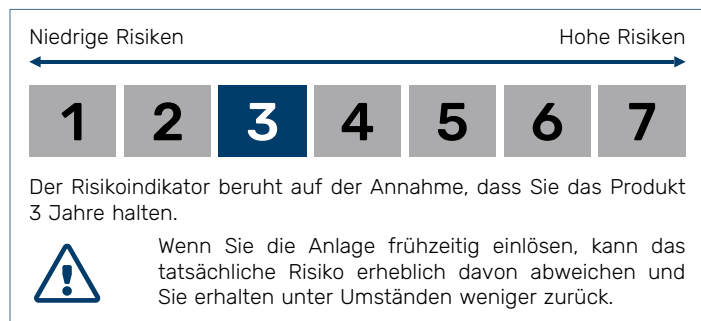 Niedrige Risiken Hohe Risiken
1 2 3 4 5 6 7
Der Risikoindikator beruht auf der Annahme, dass Sie das Produkt
3 Jahre halten.
Wenn Sie die Anlage frühzeitig einlösen, kann das
tatsächliche Risiko erheblich davon abweichen und
Sie erhalten unter Umständen weniger zurück.